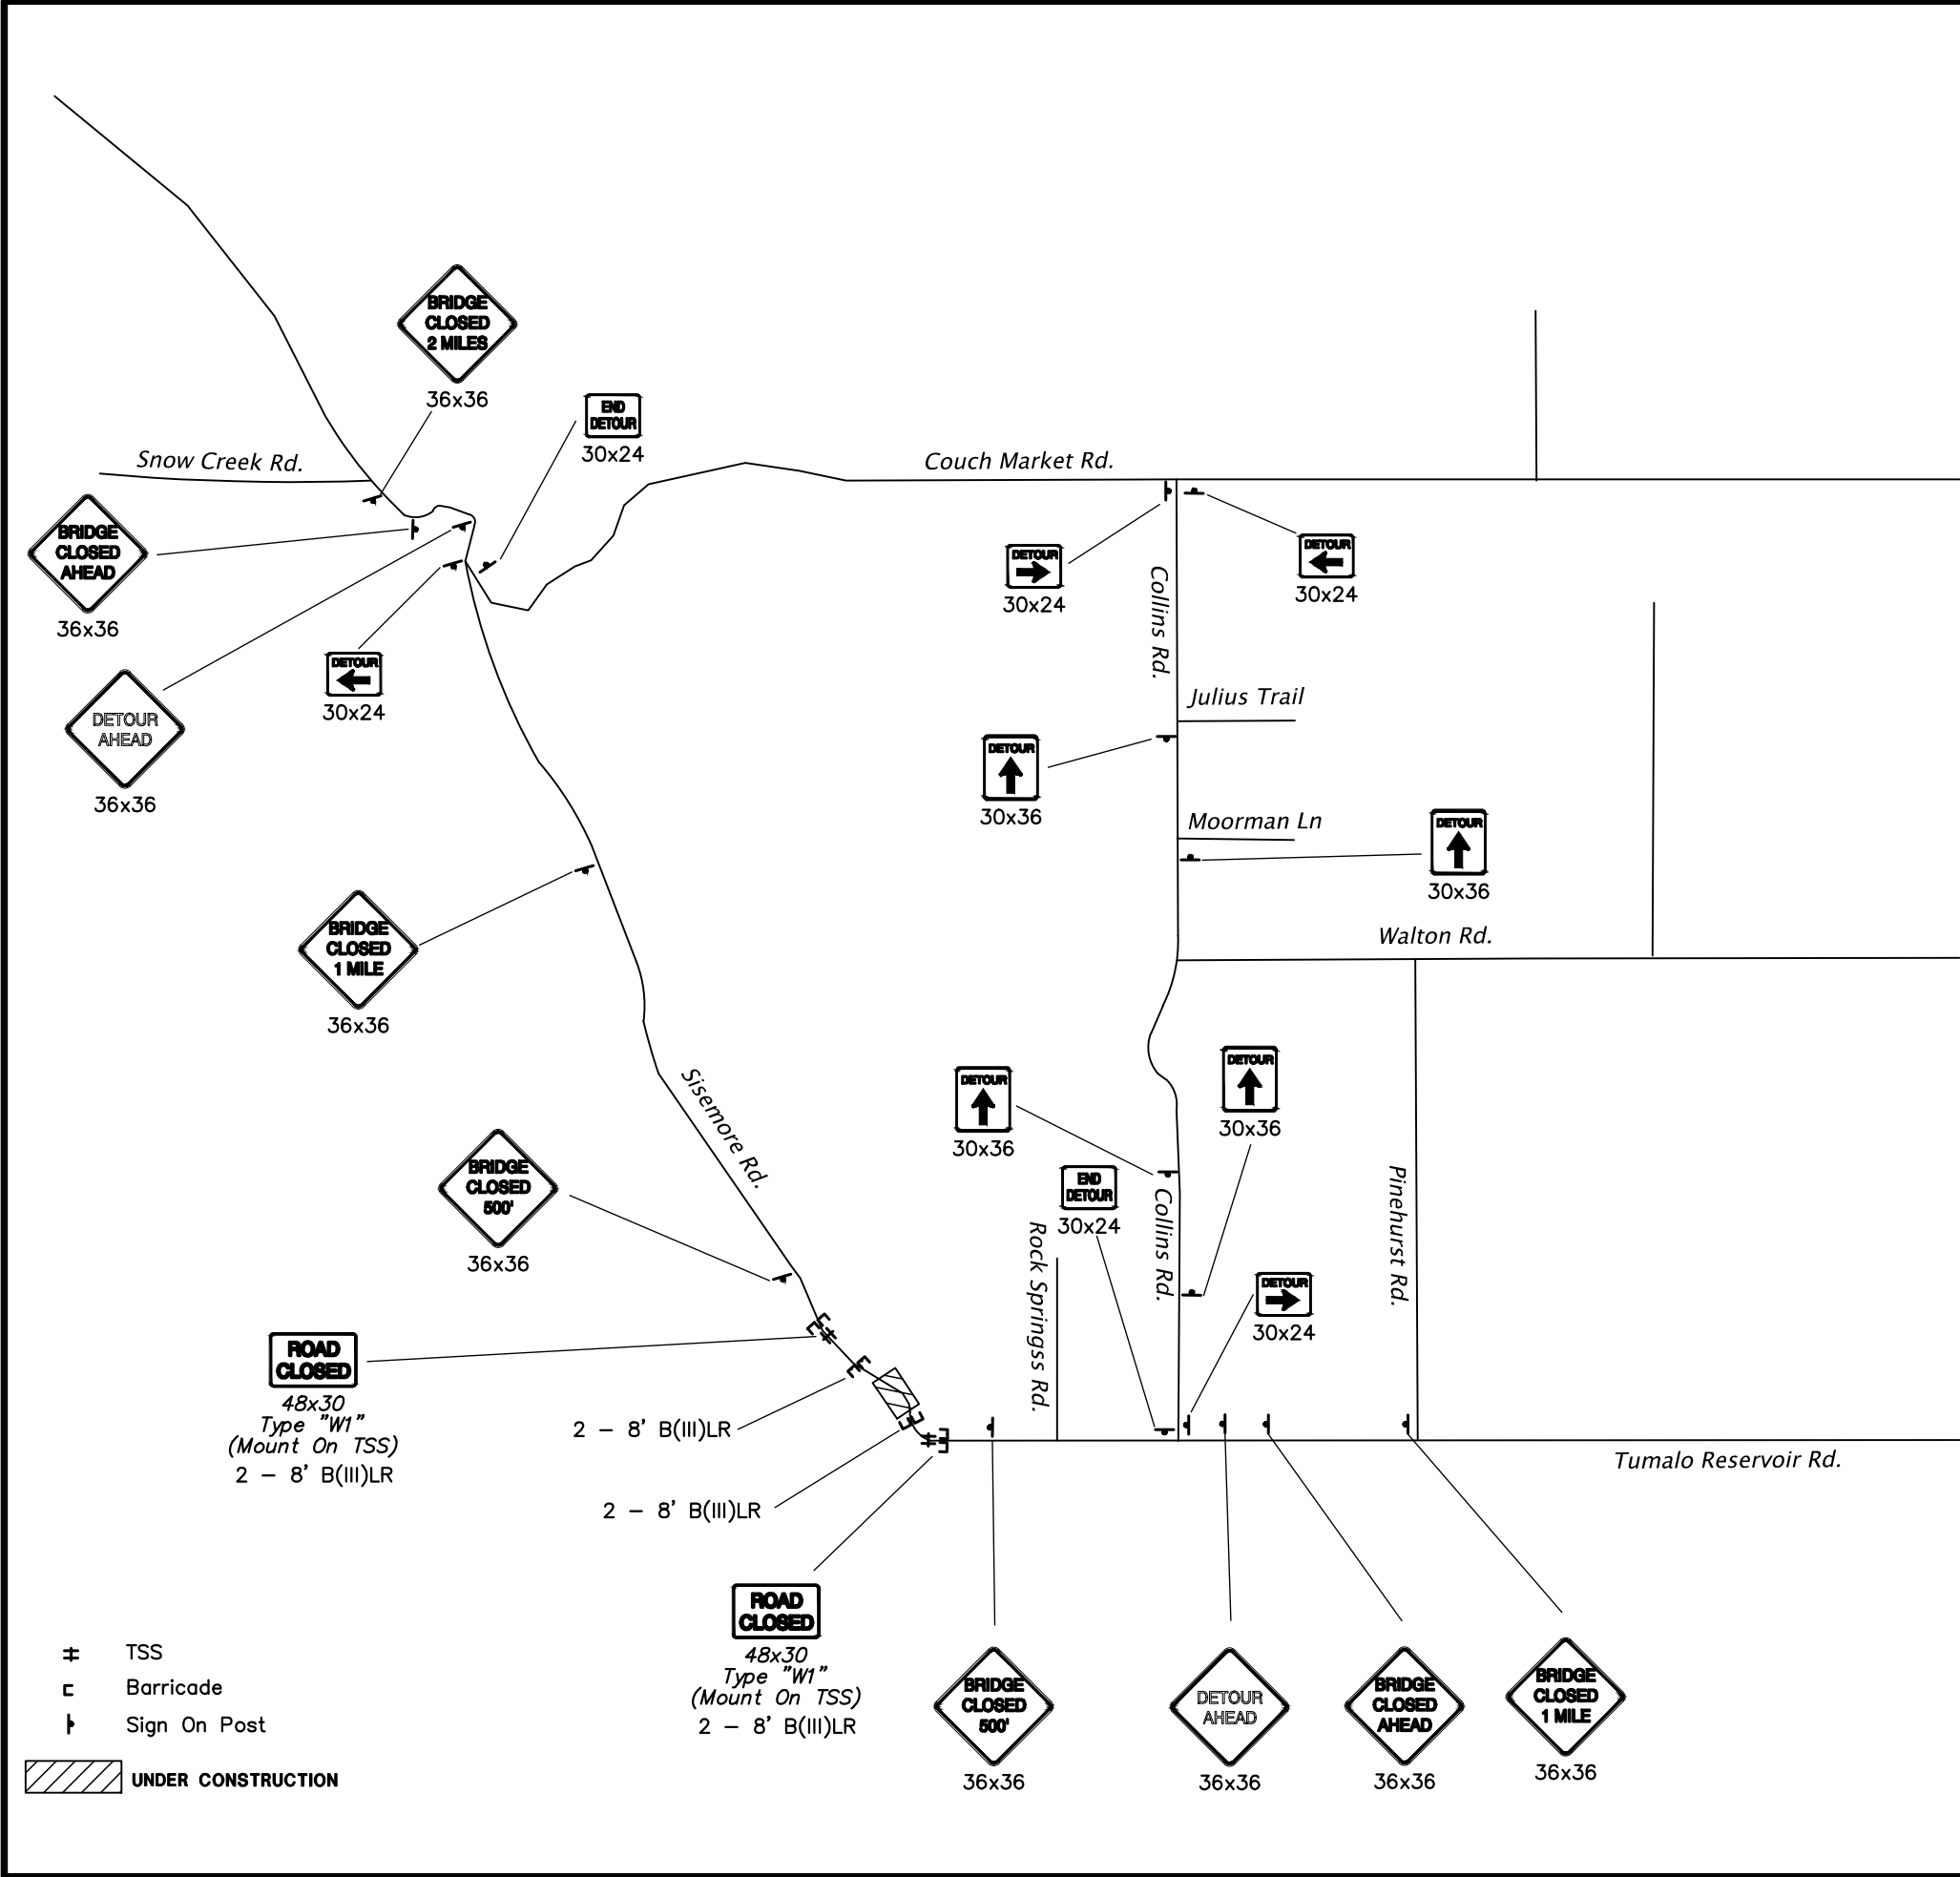 BRIDGE
CLOSED
2 MILES
36x36
END
DETOUR
30x24
Snow Creek Rd.
Couch Market Rd.
BRIDGE
CLOSED
AHEAD
36x36
DETOUR
30x24
DETOUR
30x24
Collins Rd.
DETOUR
30x24
DETOUR
AHEAD
36x36
Julius Trail
DETOUR
30x36
Moorman Ln
DETOUR
30x36
BRIDGE
CLOSED
1 MILE
36x36
Walton Rd.
Sisemore Rd.
DETOUR
30x36
DETOUR
30x36
BRIDGE
CLOSED
500'
36x36
END
DETOUR
30x24
Rock Springss Rd.
Collins Rd.
Pinehurst Rd.
DETOUR
30x24
ROAD
CLOSED
48x30
Type "W1"
(Mount On TSS)
2 – 8' B(III)LR
2 – 8' B(III)LR
2 – 8' B(III)LR
Tumalo Reservoir Rd.
ROAD
CLOSED
48x30
Type "W1"
(Mount On TSS)
2 – 8' B(III)LR
BRIDGE
CLOSED
500'
36x36
DETOUR
AHEAD
36x36
BRIDGE
CLOSED
AHEAD
36x36
BRIDGE
CLOSED
1 MILE
36x36
TSS
Barricade
Sign On Post
UNDER CONSTRUCTION